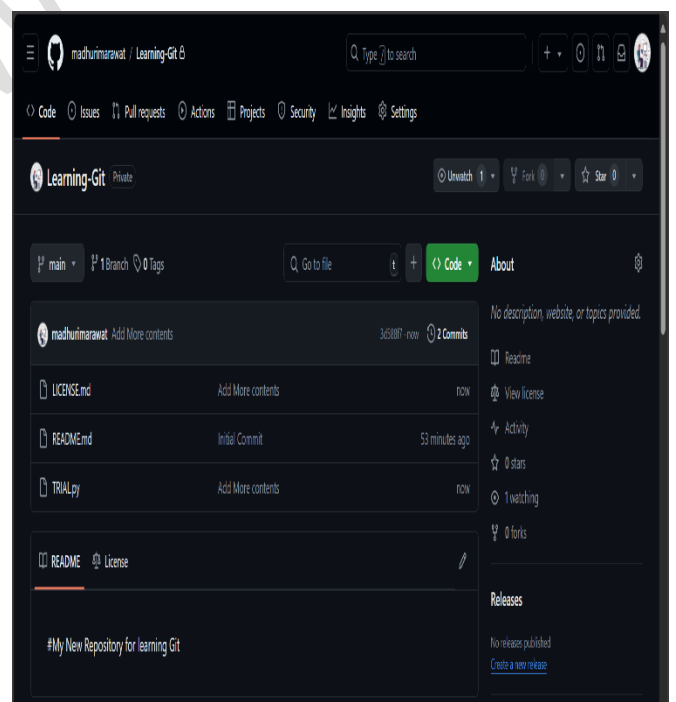 madhurimarawat / Learning-Git
Type / to search
Code Issues Pull requests Actions Projects Security Insights Settings
Learning-Git Private
Unwatch 1 Fork 0 Star 0
main 1 Branch 0 Tags
Go to file t
Code
About
No description, website, or topics provided.
madhurimarawat Add More contents 3d588f7 · now 2 Commits
LICENSE.md Add More contents now
README.md Initial Commit 53 minutes ago
TRIAL.py Add More contents now
Readme
View license
Activity
0 stars
1 watching
0 forks
README License
#My New Repository for learning Git
Releases
No releases published
Create a new release